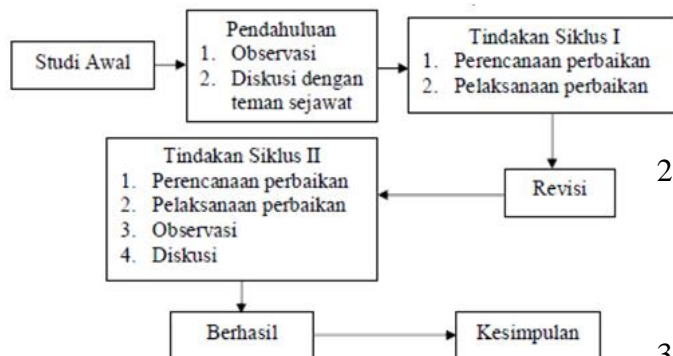 Studi Awal
Pendahuluan
1. Observasi
2. Diskusi dengan
teman sejawat
Tindakan Siklus I
1. Perencanaan perbaikan
2. Pelaksanaan perbaikan
Revisi
2
Tindakan Siklus II
1. Perencanaan perbaikan
2. Pelaksanaan perbaikan
3. Observasi
4. Diskusi
Berhasil
Kesimpulan
3